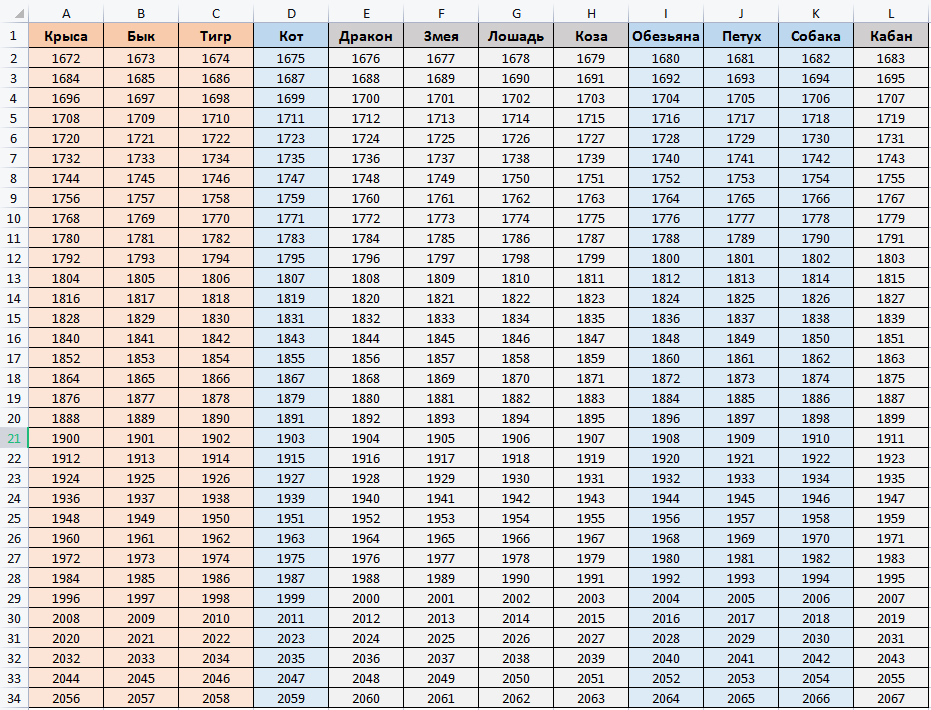 A B C D E F G H I J K L
1 Крыса Бык Тигр Кот Дракон Змея Лошадь Коза Обезьяна Петух Собака Кабан
2 1672 1673 1674 1675 1676 1677 1678 1679 1680 1681 1682 1683
3 1684 1685 1686 1687 1688 1689 1690 1691 1692 1693 1694 1695
4 1696 1697 1698 1699 1700 1701 1702 1703 1704 1705 1706 1707
5 1708 1709 1710 1711 1712 1713 1714 1715 1716 1717 1718 1719
6 1720 1721 1722 1723 1724 1725 1726 1727 1728 1729 1730 1731
7 1732 1733 1734 1735 1736 1737 1738 1739 1740 1741 1742 1743
8 1744 1745 1746 1747 1748 1749 1750 1751 1752 1753 1754 1755
9 1756 1757 1758 1759 1760 1761 1762 1763 1764 1765 1766 1767
10 1768 1769 1770 1771 1772 1773 1774 1775 1776 1777 1778 1779
11 1780 1781 1782 1783 1784 1785 1786 1787 1788 1789 1790 1791
12 1792 1793 1794 1795 1796 1797 1798 1799 1800 1801 1802 1803
13 1804 1805 1806 1807 1808 1809 1810 1811 1812 1813 1814 1815
14 1816 1817 1818 1819 1820 1821 1822 1823 1824 1825 1826 1827
15 1828 1829 1830 1831 1832 1833 1834 1835 1836 1837 1838 1839
16 1840 1841 1842 1843 1844 1845 1846 1847 1848 1849 1850 1851
17 1852 1853 1854 1855 1856 1857 1858 1859 1860 1861 1862 1863
18 1864 1865 1866 1867 1868 1869 1870 1871 1872 1873 1874 1875
19 1876 1877 1878 1879 1880 1881 1882 1883 1884 1885 1886 1887
20 1888 1889 1890 1891 1892 1893 1894 1895 1896 1897 1898 1899
21 1900 1901 1902 1903 1904 1905 1906 1907 1908 1909 1910 1911
22 1912 1913 1914 1915 1916 1917 1918 1919 1920 1921 1922 1923
23 1924 1925 1926 1927 1928 1929 1930 1931 1932 1933 1934 1935
24 1936 1937 1938 1939 1940 1941 1942 1943 1944 1945 1946 1947
25 1948 1949 1950 1951 1952 1953 1954 1955 1956 1957 1958 1959
26 1960 1961 1962 1963 1964 1965 1966 1967 1968 1969 1970 1971
27 1972 1973 1974 1975 1976 1977 1978 1979 1980 1981 1982 1983
28 1984 1985 1986 1987 1988 1989 1990 1991 1992 1993 1994 1995
29 1996 1997 1998 1999 2000 2001 2002 2003 2004 2005 2006 2007
30 2008 2009 2010 2011 2012 2013 2014 2015 2016 2017 2018 2019
31 2020 2021 2022 2023 2024 2025 2026 2027 2028 2029 2030 2031
32 2032 2033 2034 2035 2036 2037 2038 2039 2040 2041 2042 2043
33 2044 2045 2046 2047 2048 2049 2050 2051 2052 2053 2054 2055
34 2056 2057 2058 2059 2060 2061 2062 2063 2064 2065 2066 2067